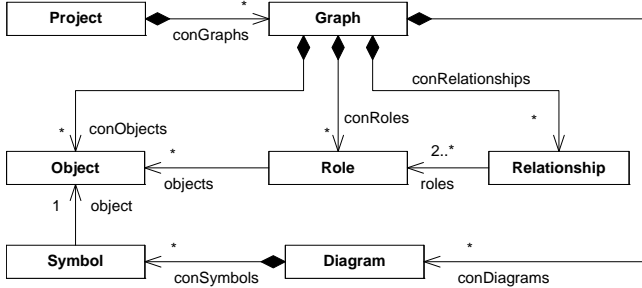 Project
*
Graph
conGraphs
conRelationships
*
conObjects
*
conRoles
*
Object
*
objects
Role
2..*
roles
Relationship
1
object
Symbol
*
conSymbols
Diagram
*
conDiagrams